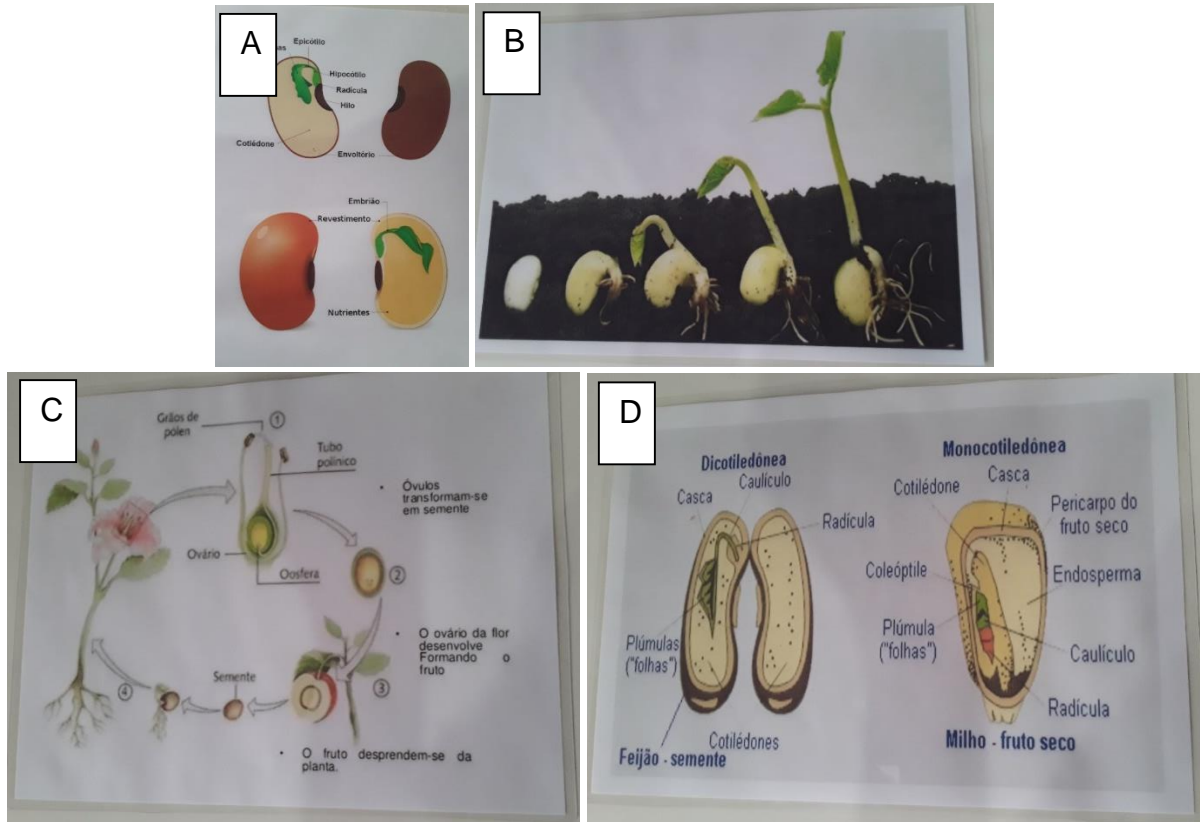 A
as
Epicótilo
Hipocótilo
Radícula
Hilo
Cotiédone
Envoltório
Embrião
Revestimento
Nutrientes
B
C
Grãos de
pólen
1
Tubo
polínico
• Óvulos
transformam-se
em semente
Ovário
Oosfera
2
• O ovário da flor
desenvolve
Formando o
fruto
3
Semente
4
• O fruto desprendem-se da
planta.
D
Dicotiledônea
Casca
Caulículo
Radícula
Plúmulas
("folhas")
Cotilédones
Feijão - semente
Monocotiledônea
Cotilédone
Casca
Pericarpo do
fruto seco
Coleóptile
Endosperma
Plúmula
("folhas")
Caulículo
Radícula
Milho - fruto seco